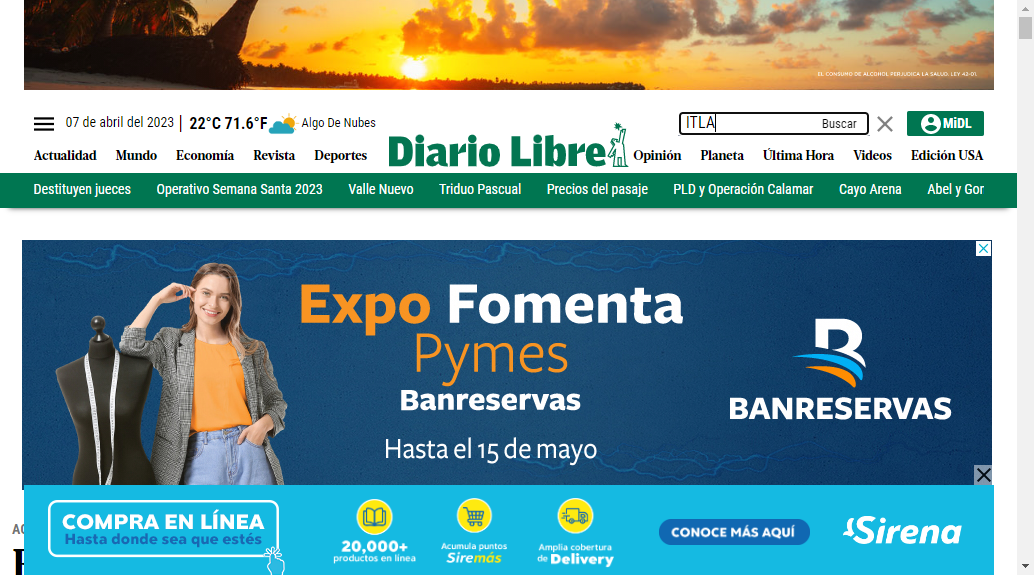 EL CONSUMO DE ALCOHOL PERJUDICA LA SALUD. LEY 42-01.
07 de abril del 2023 | 22°C 71.6°F Algo De Nubes
ITLA Buscar
MiDL
Actualidad Mundo Economía Revista Deportes
Diario Libre
Opinión Planeta Última Hora Videos Edición USA
Destituyen jueces Operativo Semana Santa 2023 Valle Nuevo Triduo Pascual Precios del pasaje PLD y Operación Calamar Cayo Arena Abel y Gor
Expo Fomenta
Pymes
Banreservas
Hasta el 15 de mayo
B
BANRESERVAS
COMPRA EN LÍNEA
Hasta donde sea que estés
20,000+
productos en línea
Acumula puntos
Siremás
Amplia cobertura
de Delivery
CONOCE MÁS AQUÍ
Sirena